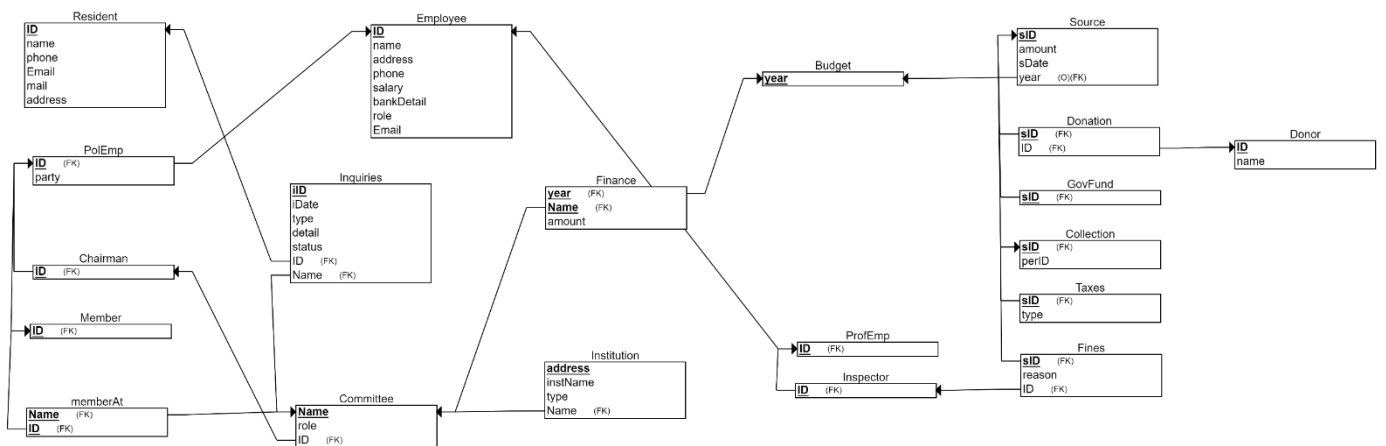 Resident
ID
name
phone
Email
mail
address
Employee
ID
name
address
phone
salary
bankDetail
role
Email
Source
sID
amount
sDate
year (O)(FK)
Budget
year
Donation
sID (FK)
ID (FK)
Donor
ID
name
PolEmp
ID (FK)
party
Inquiries
iID
iDate
type
detail
status
ID (FK)
Name (FK)
Finance
year (FK)
Name (FK)
amount
GovFund
sID (FK)
Collection
sID (FK)
perID
Chairman
ID (FK)
Taxes
sID (FK)
type
Member
ID (FK)
ProfEmp
ID (FK)
Fines
sID (FK)
reason
ID (FK)
Institution
address
instName
type
Name (FK)
Inspector
ID (FK)
memberAt
Name (FK)
ID (FK)
Committee
Name
role
ID (FK)